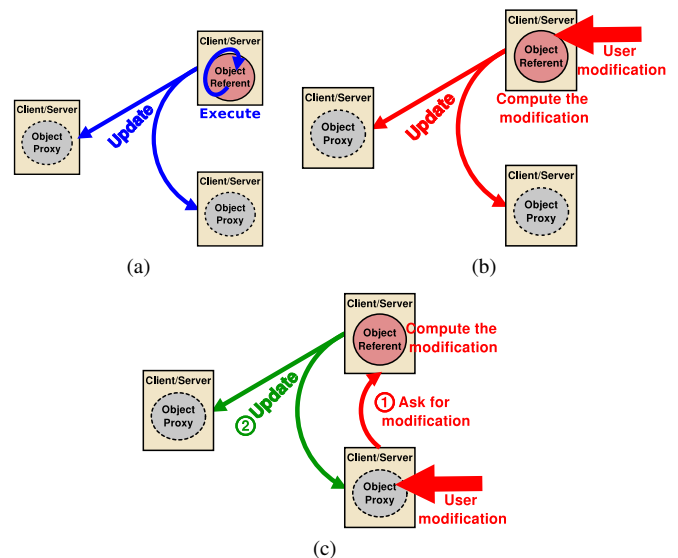 Client/Server
Object
Referent
Execute
Update
Client/Server
Object
Proxy
Client/Server
Object
Proxy
(a)
Client/Server
Object
Referent
User
modification
Compute the
modification
Update
Client/Server
Object
Proxy
Client/Server
Object
Proxy
(b)
Client/Server
Object
Referent
Compute the
modification
1 Ask for
modification
2 Update
Client/Server
Object
Proxy
Client/Server
Object
Proxy
User
modification
(c)